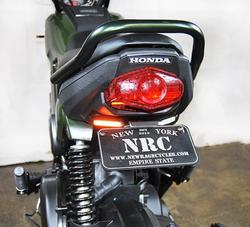 HONDA
NEW YORK
NRC
WWW.NEWRAGECYCLES.COM
EMPIRE STATE